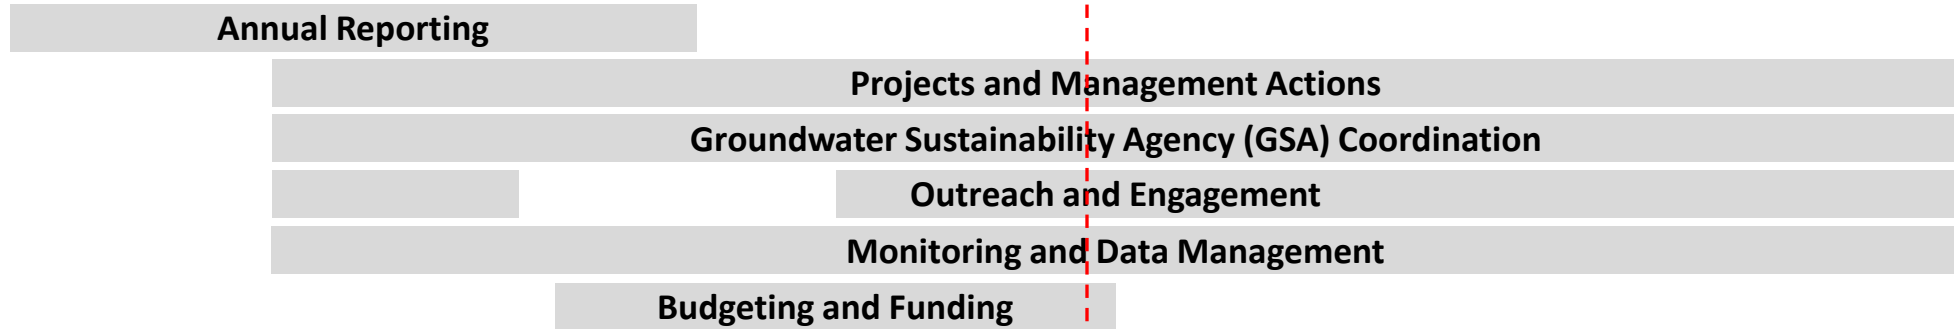 Annual Reporting
Projects and Management Actions
Groundwater Sustainability Agency (GSA) Coordination
Outreach and Engagement
Monitoring and Data Management
Budgeting and Funding